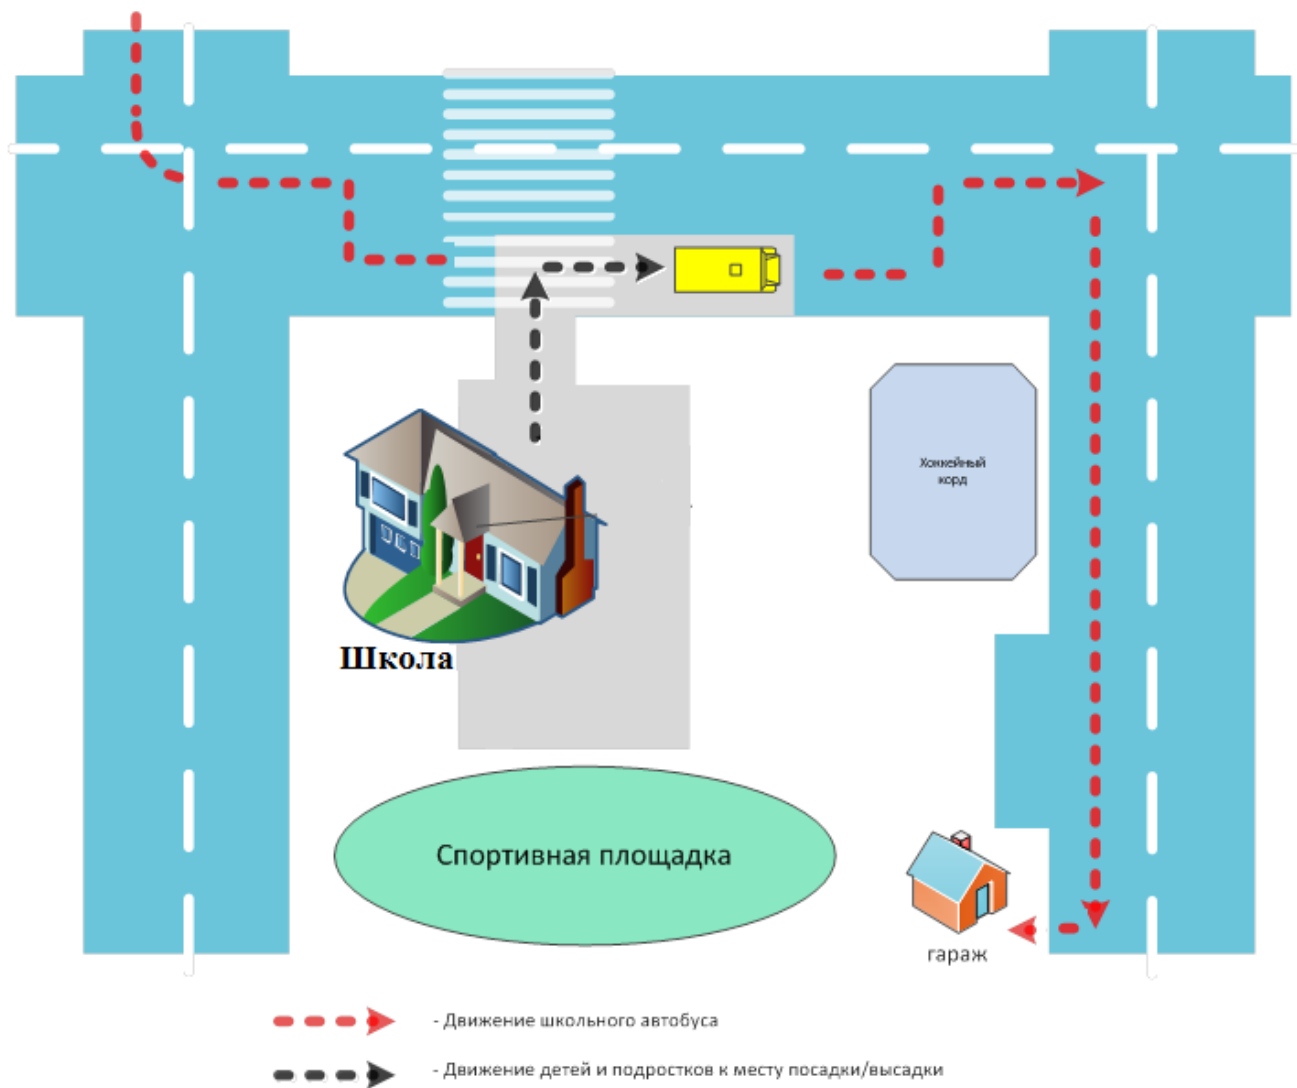 Хоккейный
корд
Школа
Спортивная площадка
гараж
- Движение школьного автобуса
- Движение детей и подростков к месту посадки/высадки